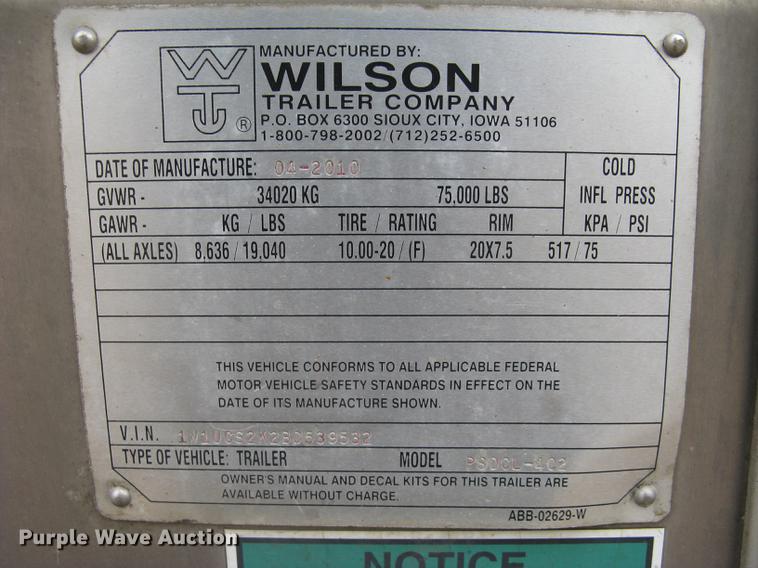 MANUFACTURED BY:
WILSON
TRAILER COMPANY
P.O. BOX 6300 SIOUX CITY, IOWA 51106
1-800-798-2002/(712)252-6500
WT ®
DATE OF MANUFACTURE: 04-2010 COLD
GVWR - 34020 KG 75,000 LBS INFL PRESS
GAWR - KG / LBS TIRE / RATING RIM KPA / PSI
(ALL AXLES) 8.636/19.040 10.00-20/(F) 20X7.5 517/75
THIS VEHICLE CONFORMS TO ALL APPLICABLE FEDERAL
MOTOR VEHICLE SAFETY STANDARDS IN EFFECT ON THE
DATE OF ITS MANUFACTURE SHOWN.
V.I.N.
TYPE OF VEHICLE: TRAILER MODEL
OWNER'S MANUAL AND DECAL KITS FOR THIS TRAILER ARE
AVAILABLE WITHOUT CHARGE.
ABB-02629-W
Purple Wave Auction
NOTICE